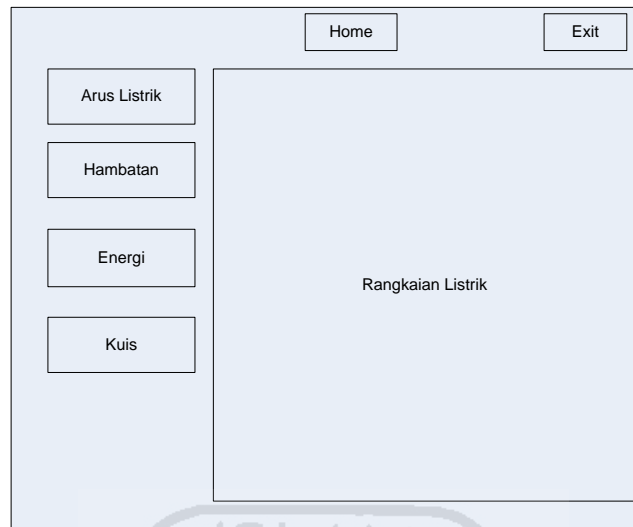 Home
Exit
Arus Listrik
Hambatan
Energi
Kuis
Rangkaian Listrik